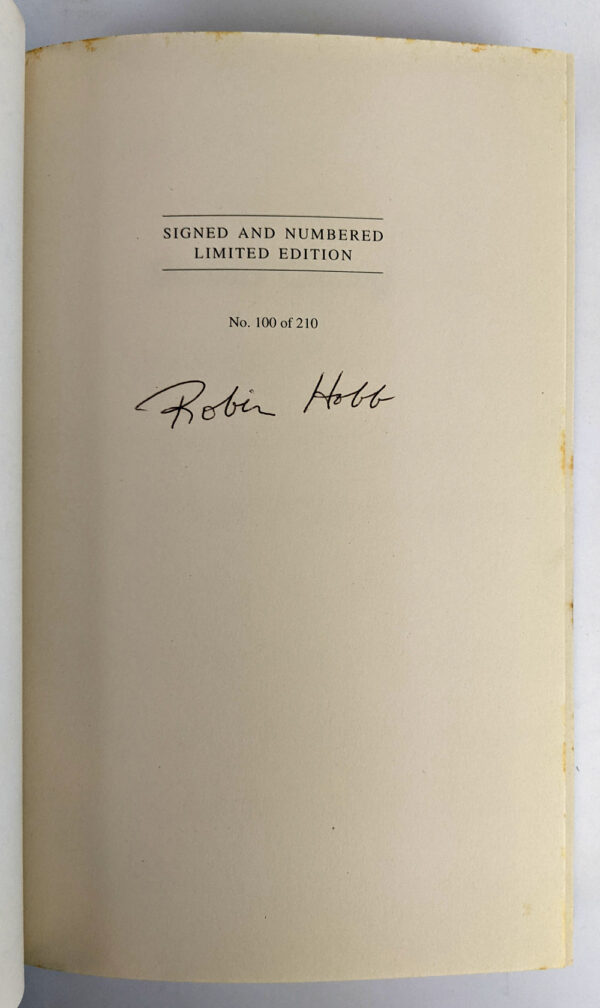 SIGNED AND NUMBERED
LIMITED EDITION
No. 100 of 210
Robin Hobb